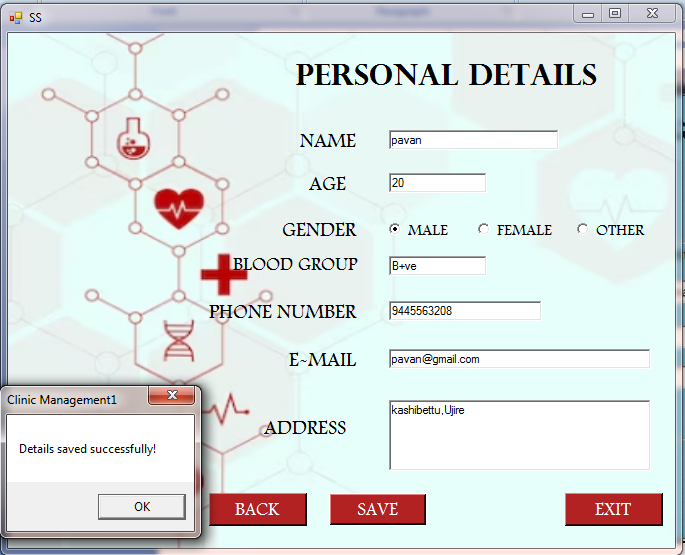 SS
PERSONAL DETAILS
NAME pavan
AGE 20
GENDER MALE FEMALE OTHER
BLOOD GROUP B+ve
PHONE NUMBER 9445563208
E-MAIL pavan@gmail.com
ADDRESS kashibettu,Ujire
Clinic Management1
Details saved successfully!
OK
BACK SAVE EXIT